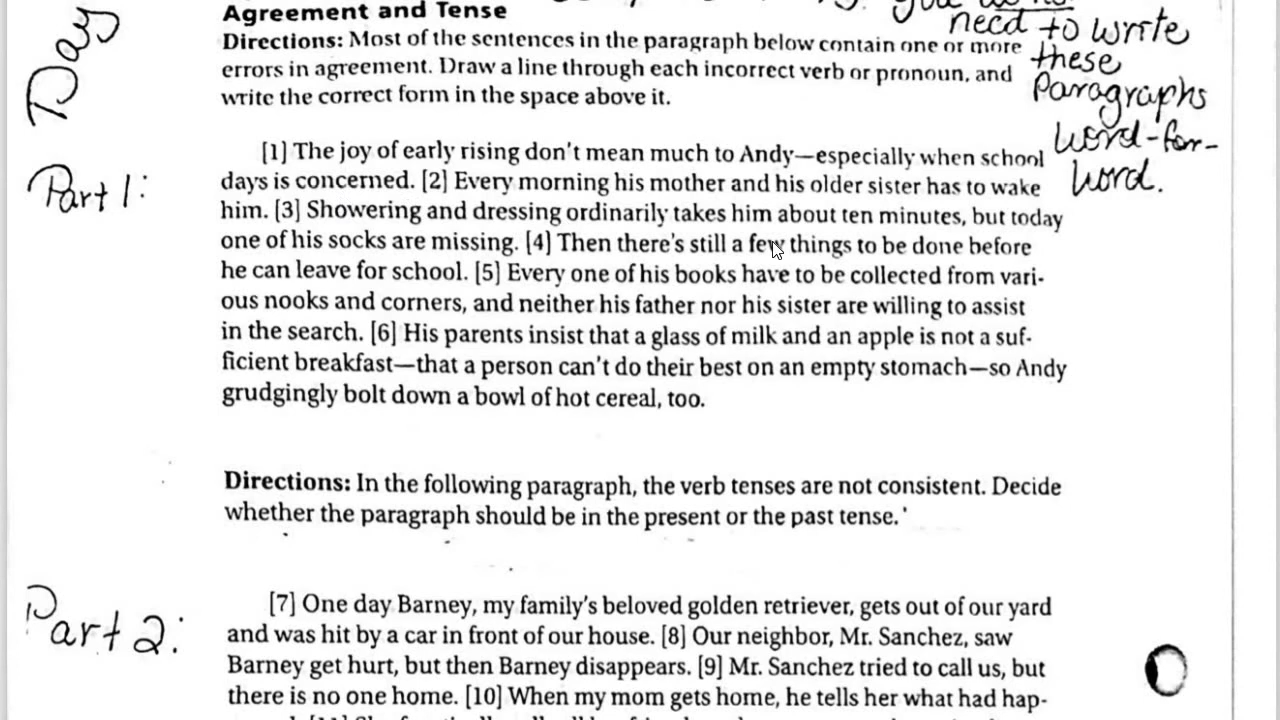 Agreement and Tense
Directions: Most of the sentences in the paragraph below contain one or more
errors in agreement. Draw a line through each incorrect verb or pronoun, and
write the correct form in the space above it.
you
need to write
these
Paragraphs
word-for-
word.
Day
Part 1:
[1] The joy of early rising don't mean much to Andy—especially when school
days is concerned. [2] Every morning his mother and his older sister has to wake
him. [3] Showering and dressing ordinarily takes him about ten minutes, but today
one of his socks are missing. [4] Then there's still a few things to be done before
he can leave for school. [5] Every one of his books have to be collected from vari-
ous nooks and corners, and neither his father nor his sister are willing to assist
in the search. [6] His parents insist that a glass of milk and an apple is not a suf-
ficient breakfast—that a person can't do their best on an empty stomach—so Andy
grudgingly bolt down a bowl of hot cereal, too.
Directions: In the following paragraph, the verb tenses are not consistent. Decide
whether the paragraph should be in the present or the past tense.
Part 2:
[7] One day Barney, my family's beloved golden retriever, gets out of our yard
and was hit by a car in front of our house. [8] Our neighbor, Mr. Sanchez, saw
Barney get hurt, but then Barney disappears. [9] Mr. Sanchez tried to call us, but
there is no one home. [10] When my mom gets home, he tells her what had hap-